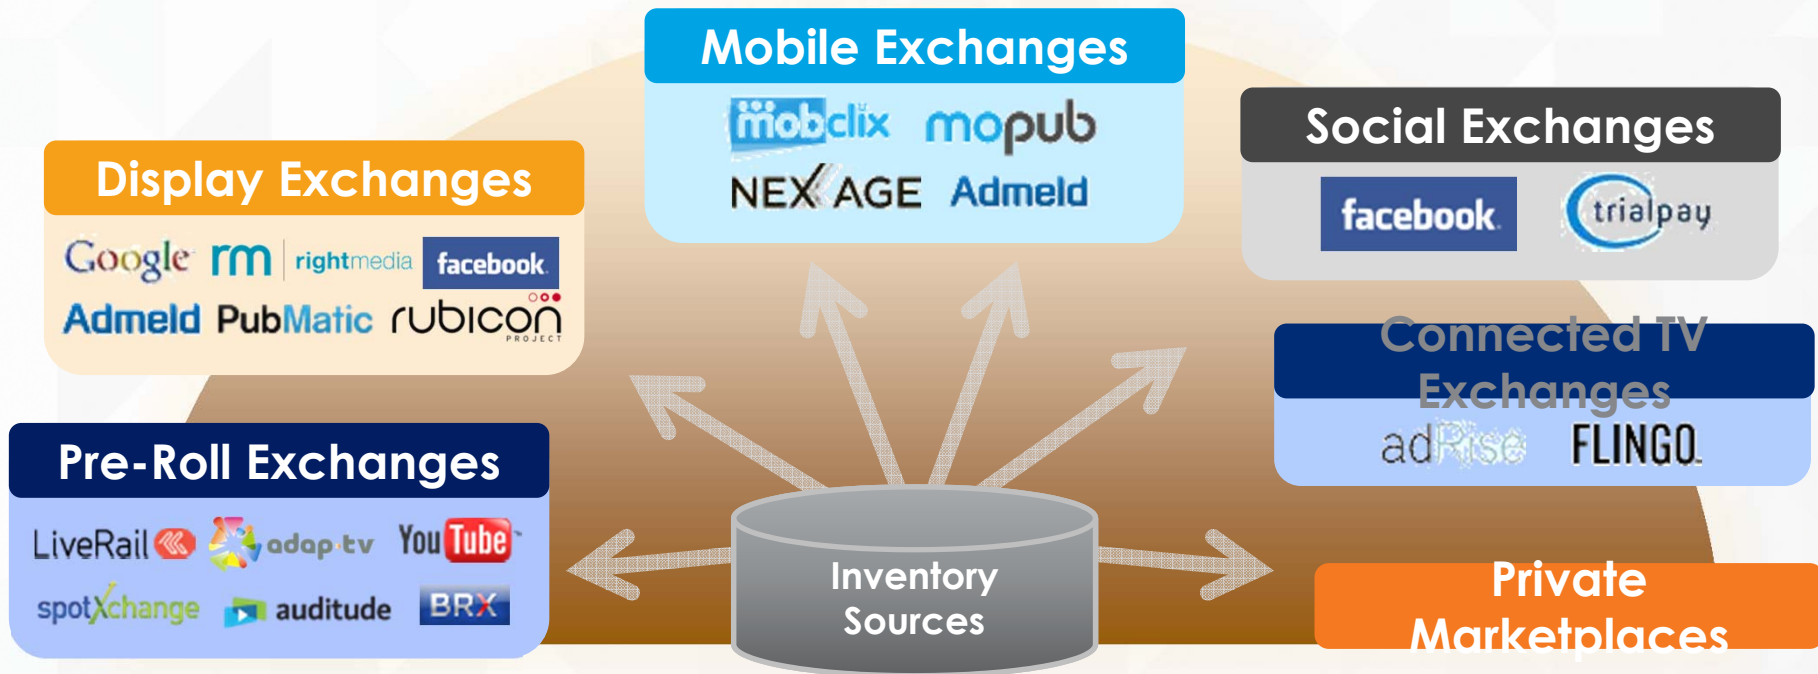 Mobile Exchanges
mobclix mopub
NEXAGE Admeld
Social Exchanges
facebook trialpay
Display Exchanges
Google rm rightmedia facebook
Admeld PubMatic rubicon
PROJECT
Connected TV
Exchanges
adRise FLINGO
Pre-Roll Exchanges
LiveRail adap.tv YouTube
spotXchange auditude BRX
Inventory
Sources
Private
Marketplaces